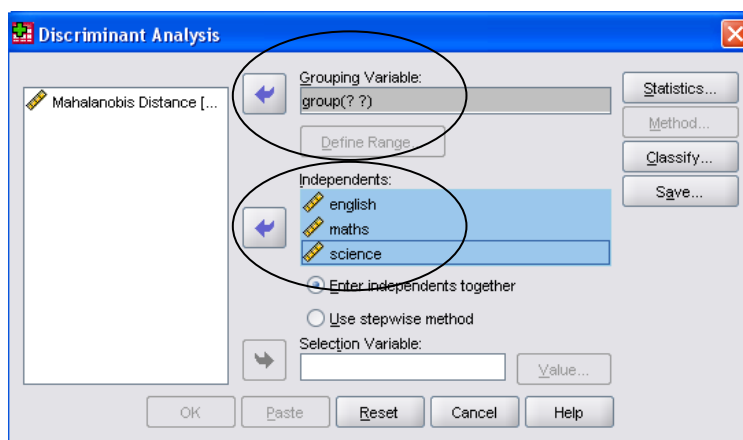 Discriminant Analysis
Mahalanobis Distance [...
Grouping Variable:
group(? ?)
Define Range...
Independents:
english
maths
science
Enter independents together
Use stepwise method
Selection Variable:
Value...
Statistics...
Method...
Classify...
Save...
OK
Paste
Reset
Cancel
Help